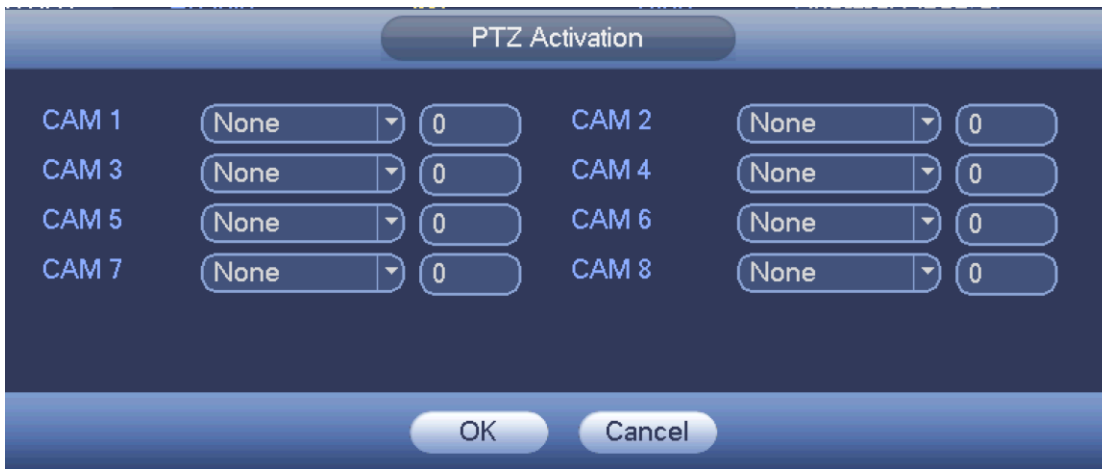 PTZ Activation
CAM 1 None 0 CAM 2 None 0
CAM 3 None 0 CAM 4 None 0
CAM 5 None 0 CAM 6 None 0
CAM 7 None 0 CAM 8 None 0
OK Cancel